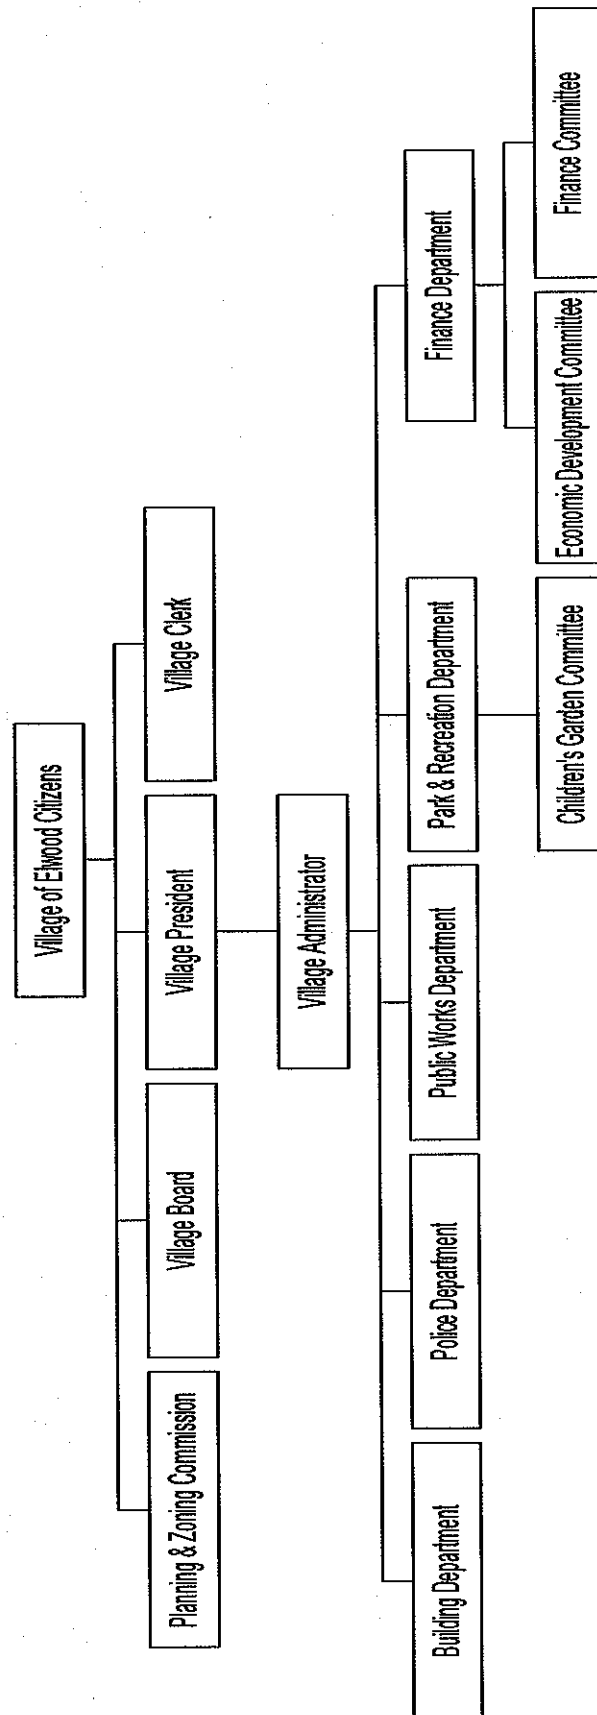 Village of Elwood Citizens
Planning & Zoning Commission
Village Board
Village President
Village Clerk
Village Administrator
Building Department
Police Department
Public Works Department
Park & Recreation Department
Finance Department
Children's Garden Committee
Economic Development Committee
Finance Committee